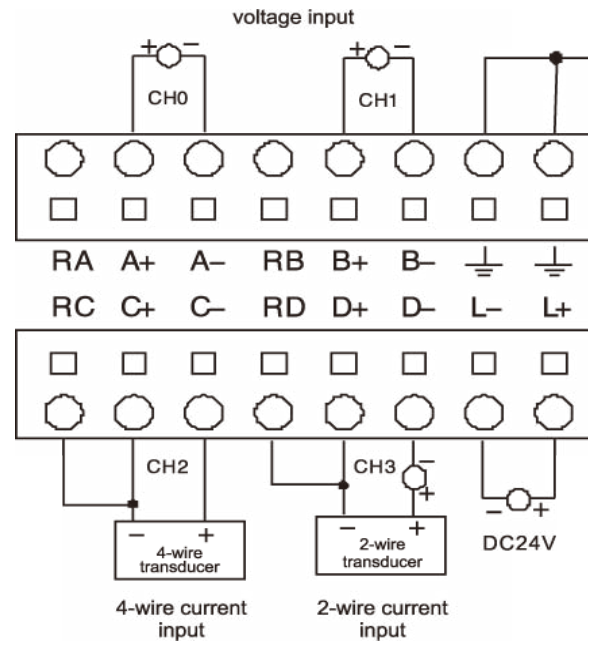 voltage input
+ − + −
CH0 CH1
RA A+ A− RB B+ B−
RC C+ C− RD D+ D− L− L+
CH2 CH3 −
+
− + − + − +
4-wire transducer
2-wire transducer
DC24V
4-wire current input
2-wire current input